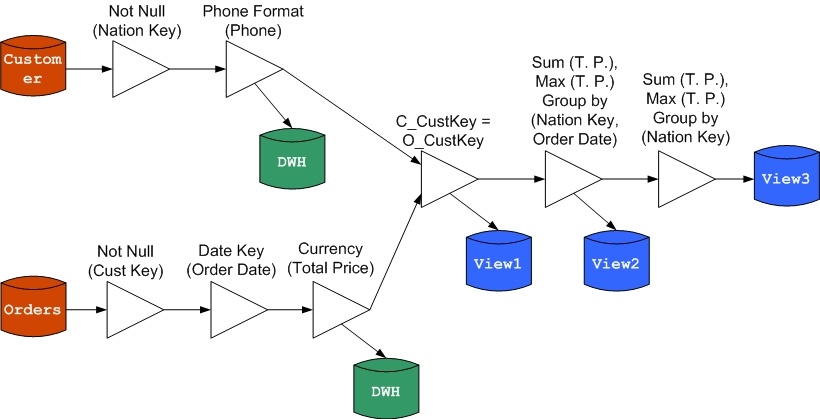 Not Null
(Nation Key)
Phone Format
(Phone)
Custom
er
DWH
C_CustKey =
O_CustKey
Sum (T. P.),
Max (T. P.)
Group by
(Nation Key,
Order Date)
Sum (T. P.),
Max (T. P.)
Group by
(Nation Key)
View3
View1
View2
Not Null
(Cust Key)
Date Key
(Order Date)
Currency
(Total Price)
Orders
DWH